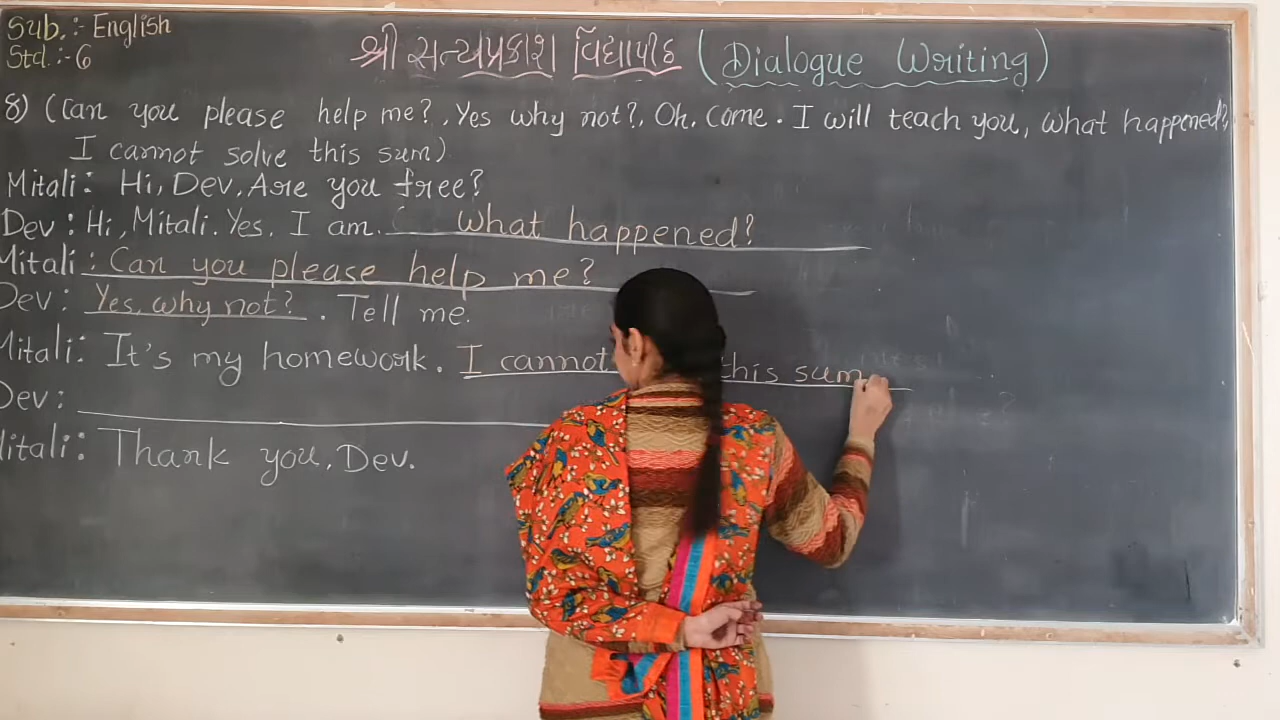 Sub. :- English
Std. :- 6
શ્રી સત્યપ્રકાશ વિદ્યાપીઠ (Dialogue Writing)
8) (Can you please help me?, Yes why not?, Oh, Come. I will teach you, What happened?,
I cannot solve this sum)
Mitali: Hi, Dev, Are you free?
Dev: Hi, Mitali. Yes, I am. What happened?
Mitali: Can you please help me?
Dev: Yes, why not?. Tell me.
Mitali: It's my homework. I cannot this sum
Dev:
Mitali: Thank you, Dev.